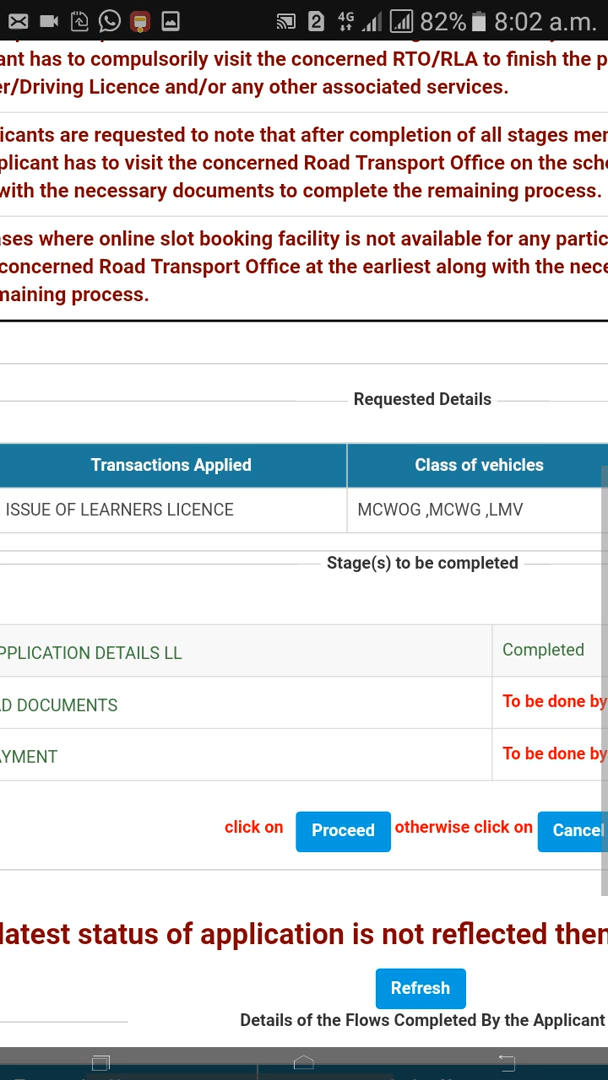 2 4G 82% 8:02 a.m.
ant has to compulsorily visit the concerned RTO/RLA to finish the p
er/Driving Licence and/or any other associated services.
icants are requested to note that after completion of all stages mer
plicant has to visit the concerned Road Transport Office on the sch
with the necessary documents to complete the remaining process.
ses where online slot booking facility is not available for any partic
concerned Road Transport Office at the earliest along with the nece
maining process.
Requested Details
Transactions Applied Class of vehicles
ISSUE OF LEARNERS LICENCE MCWOG ,MCWG ,LMV
Stage(s) to be completed
PPLICATION DETAILS LL Completed
D DOCUMENTS To be done by
AYMENT To be done by
click on Proceed otherwise click on Cancel
latest status of application is not reflected then
Refresh
Details of the Flows Completed By the Applicant